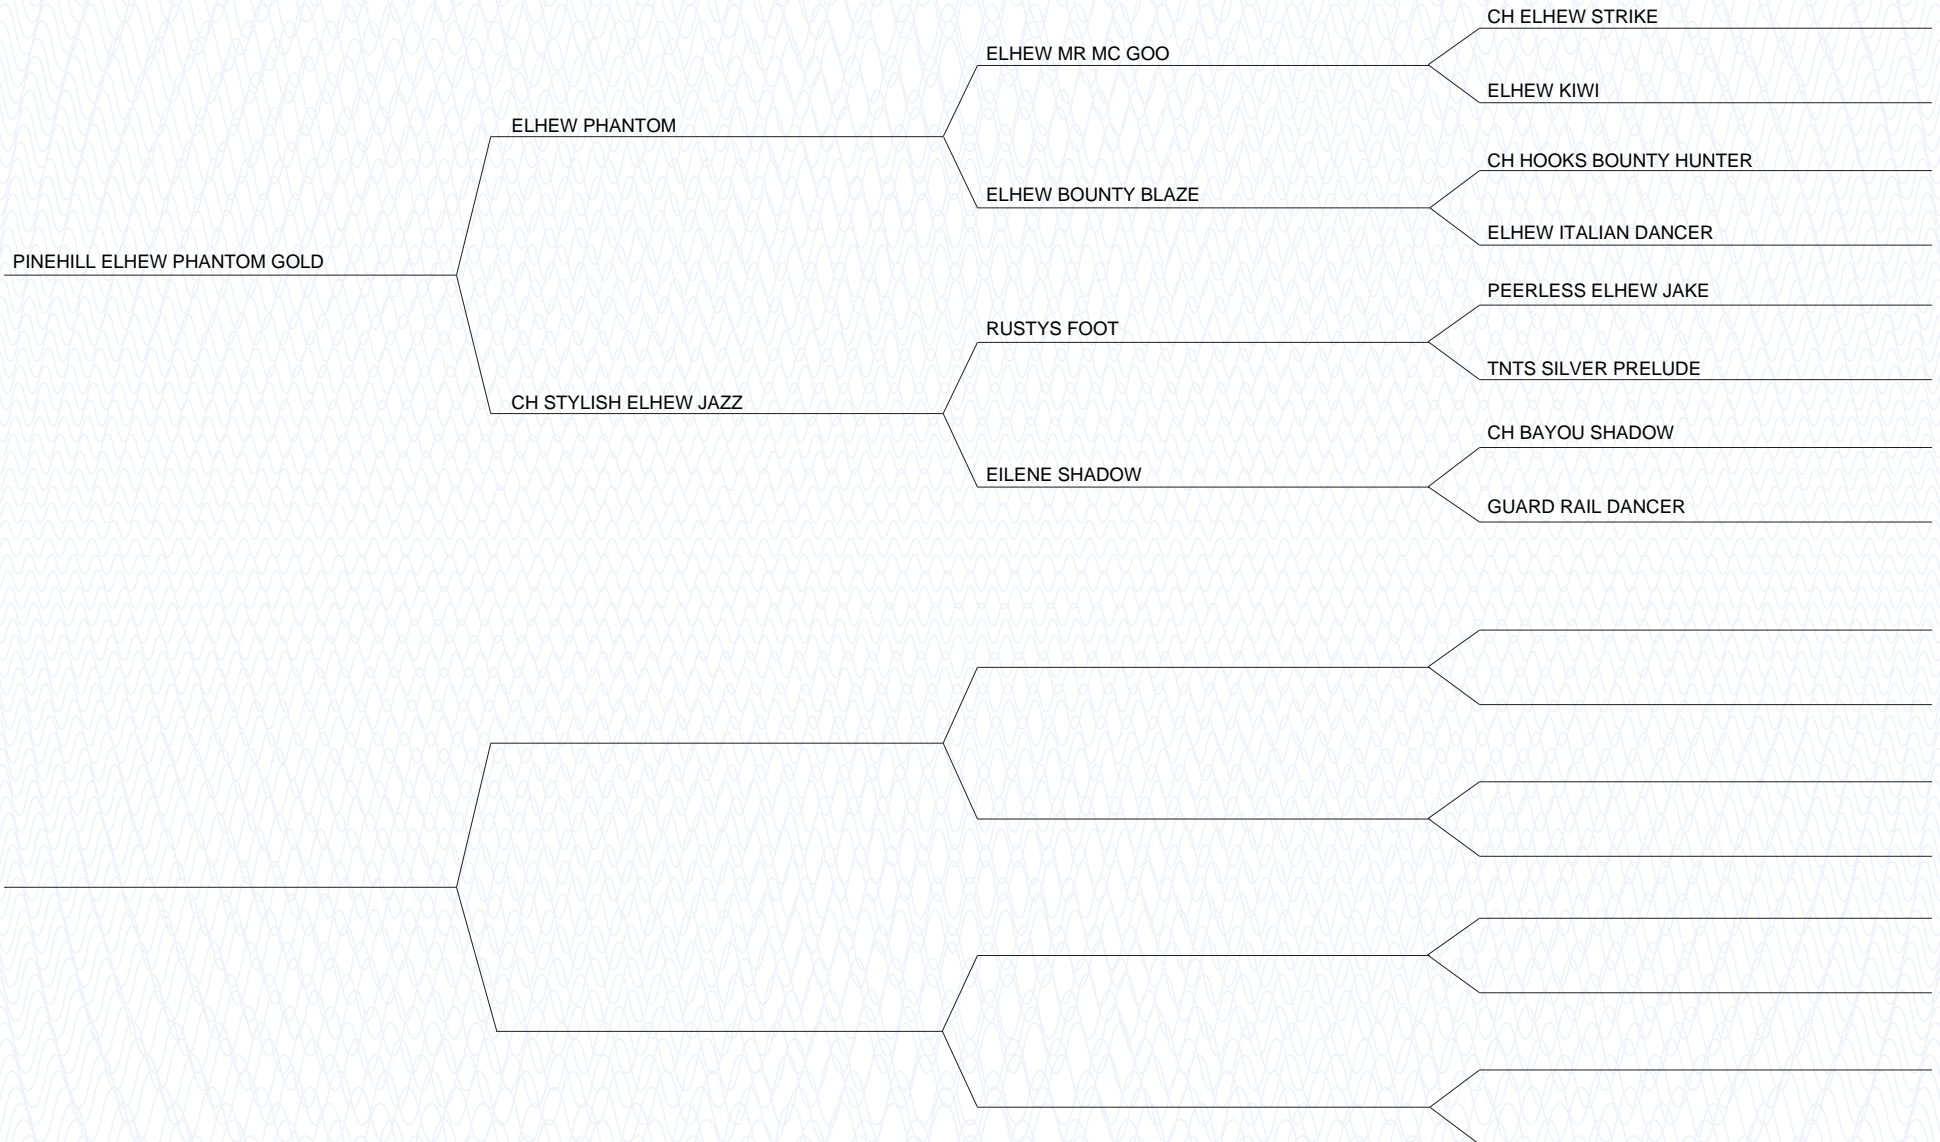 CH ELHEW STRIKE
ELHEW MR MC GOO
ELHEW KIWI
ELHEW PHANTOM
CH HOOKS BOUNTY HUNTER
ELHEW BOUNTY BLAZE
ELHEW ITALIAN DANCER
PINEHILL ELHEW PHANTOM GOLD
PEERLESS ELHEW JAKE
RUSTYS FOOT
TNTS SILVER PRELUDE
CH STYLISH ELHEW JAZZ
CH BAYOU SHADOW
EILENE SHADOW
GUARD RAIL DANCER